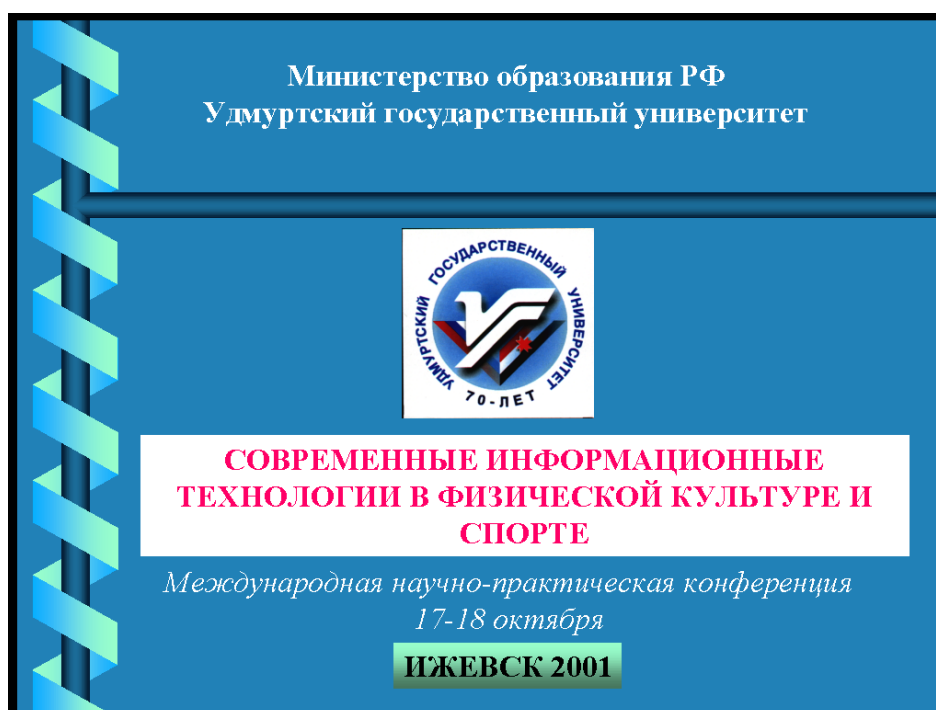 Министерство образования РФ
Удмуртский государственный университет
УДМУРТСКИЙ ГОСУДАРСТВЕННЫЙ УНИВЕРСИТЕТ
70-ЛЕТ
СОВРЕМЕННЫЕ ИНФОРМАЦИОННЫЕ
ТЕХНОЛОГИИ В ФИЗИЧЕСКОЙ КУЛЬТУРЕ И
СПОРТЕ
Международная научно-практическая конференция
17-18 октября
ИЖЕВСК 2001